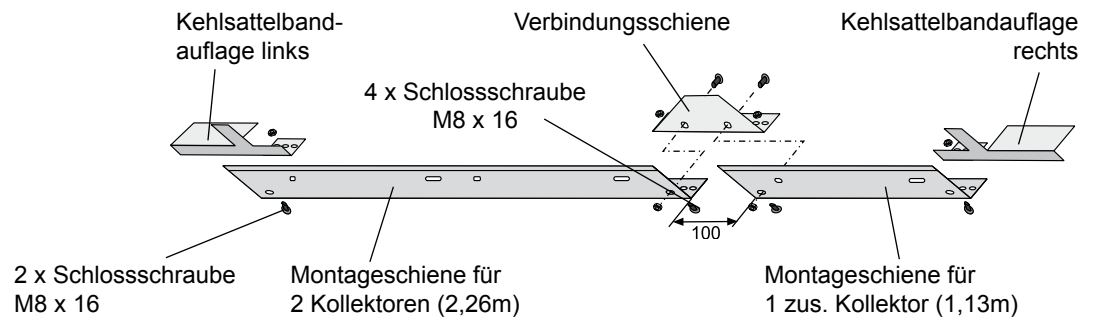 Kehlsattelband-
auflage links
Verbindungsschiene
Kehlsattelbandauflage
rechts
4 x Schlossschraube
M8 x 16
100
2 x Schlossschraube
M8 x 16
Montageschiene für
2 Kollektoren (2,26m)
Montageschiene für
1 zus. Kollektor (1,13m)